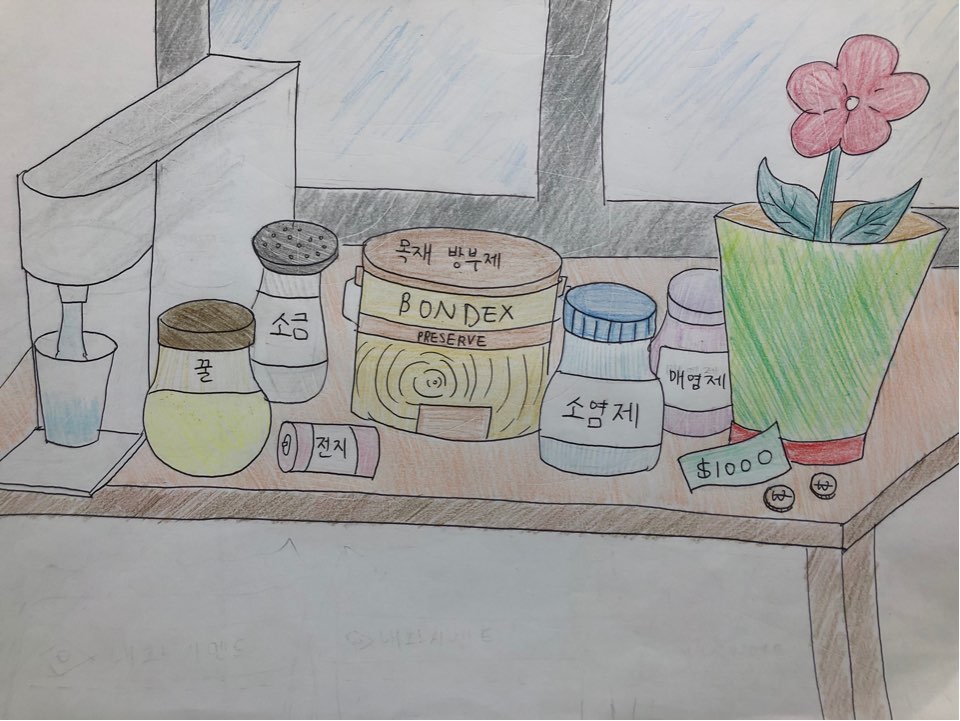 목재 방부제
BONDEX
PRESERVE
소금
꿀
전지
소염제
매염제
$1000
₩
₩